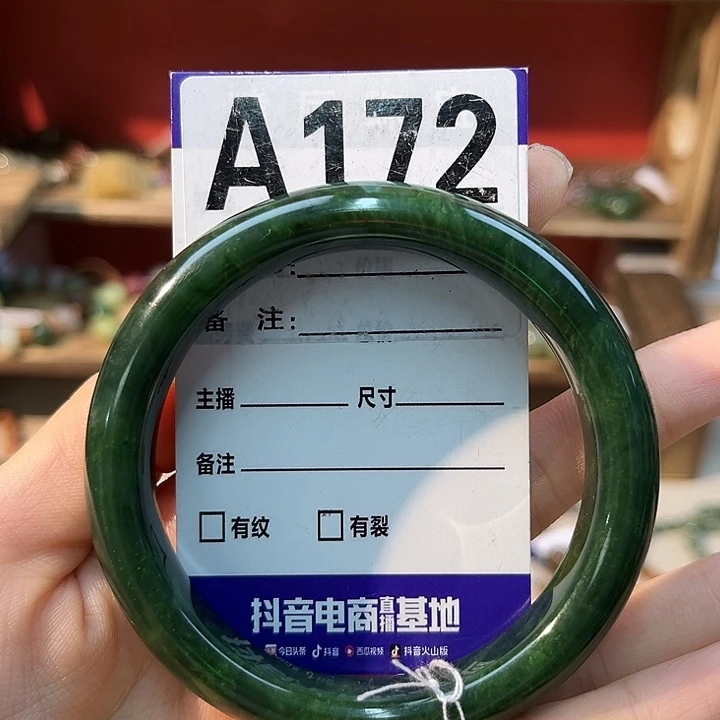 A172
备 注:
主播 尺寸
备注
□有纹 □有裂
抖音电商直播基地
今日头条 抖音 西瓜视频 抖音火山版